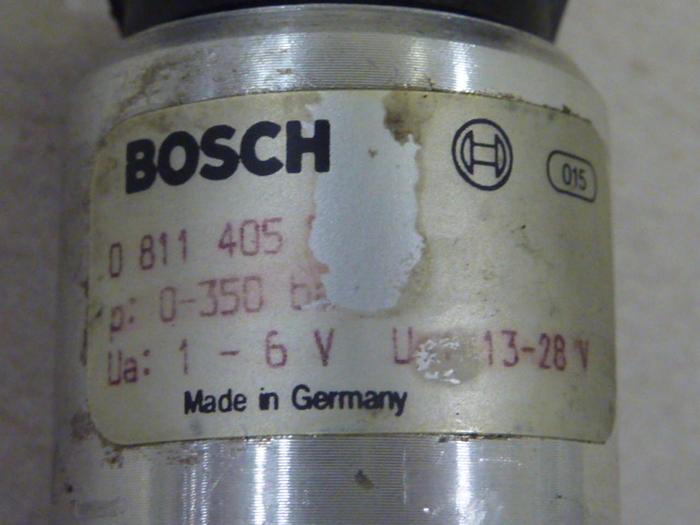 BOSCH
015
0 811 405
p: 0-350
Ua: 1 - 6 V 13-28 V
Made in Germany